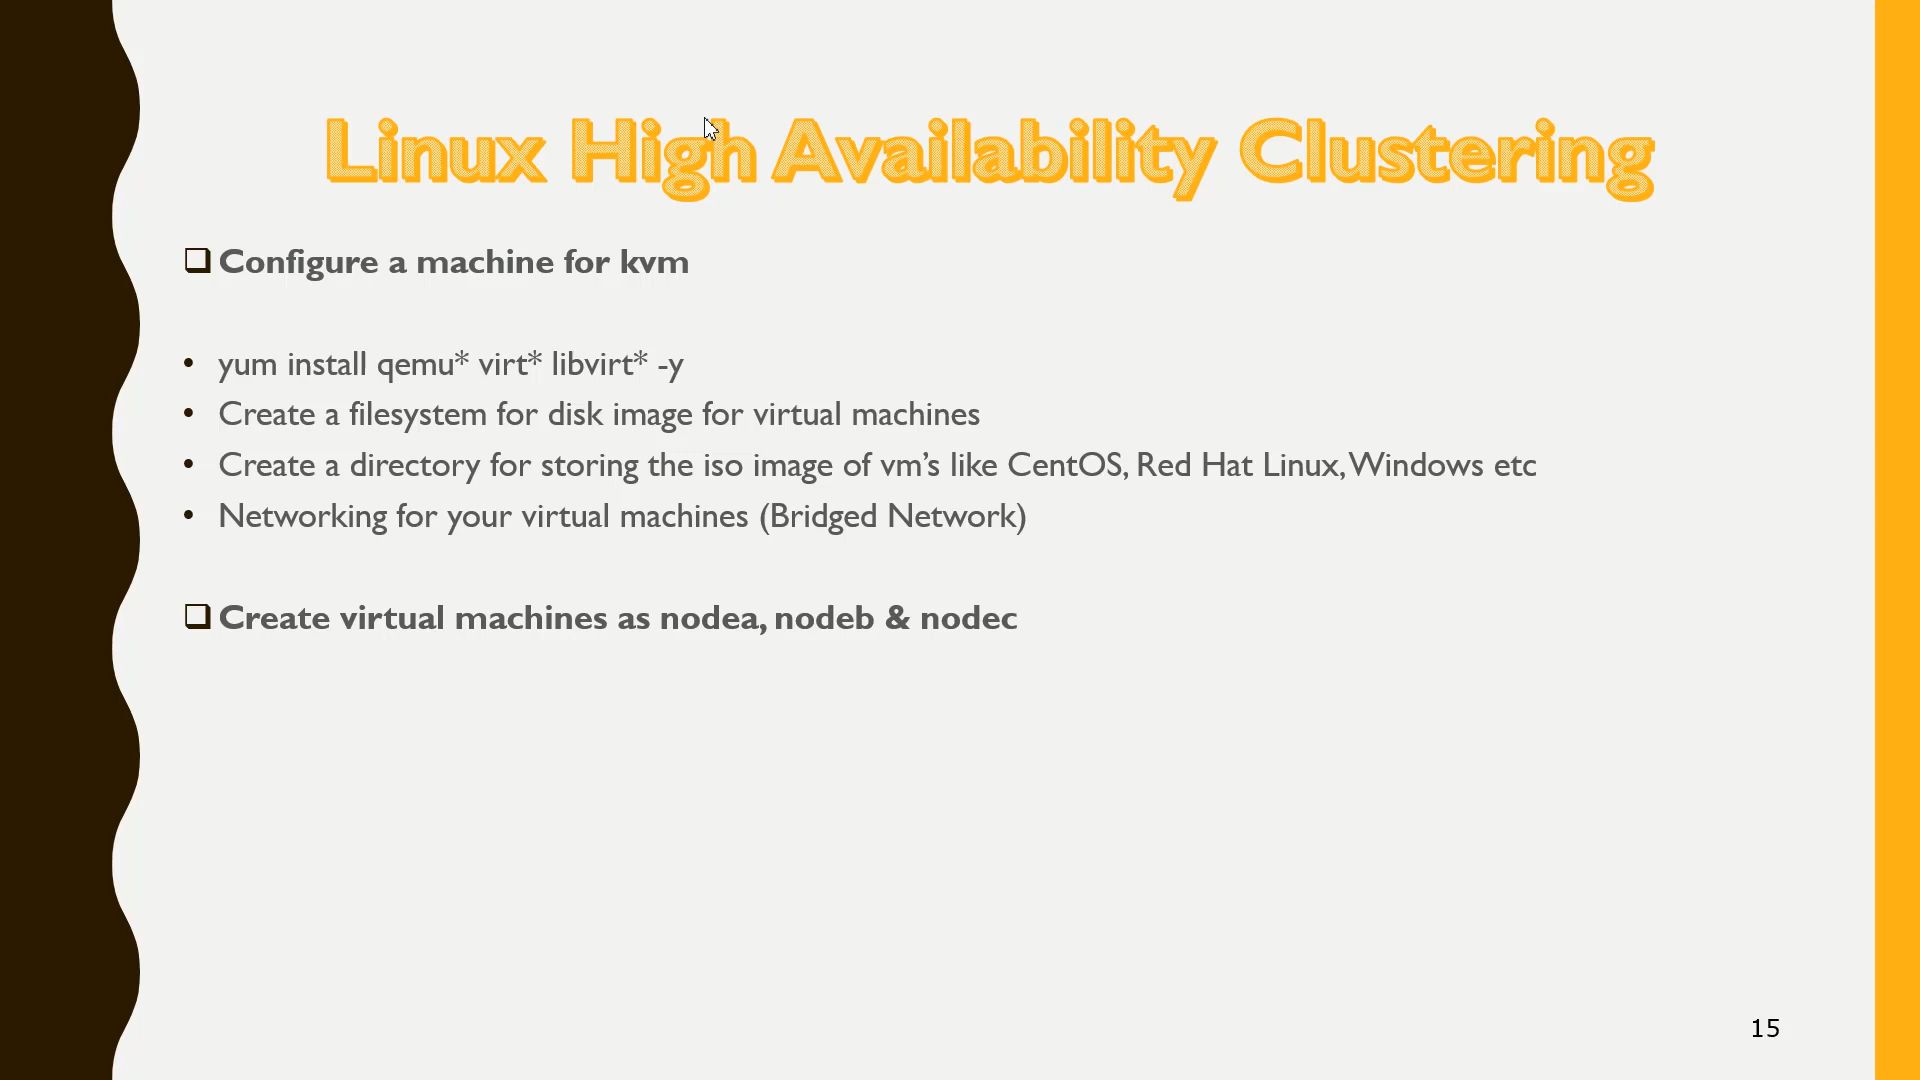 Linux High Availability Clustering
❑ Configure a machine for kvm
• yum install qemu* virt* libvirt* -y
• Create a filesystem for disk image for virtual machines
• Create a directory for storing the iso image of vm’s like CentOS, Red Hat Linux, Windows etc
• Networking for your virtual machines (Bridged Network)
❑ Create virtual machines as nodea, nodeb & nodec
15